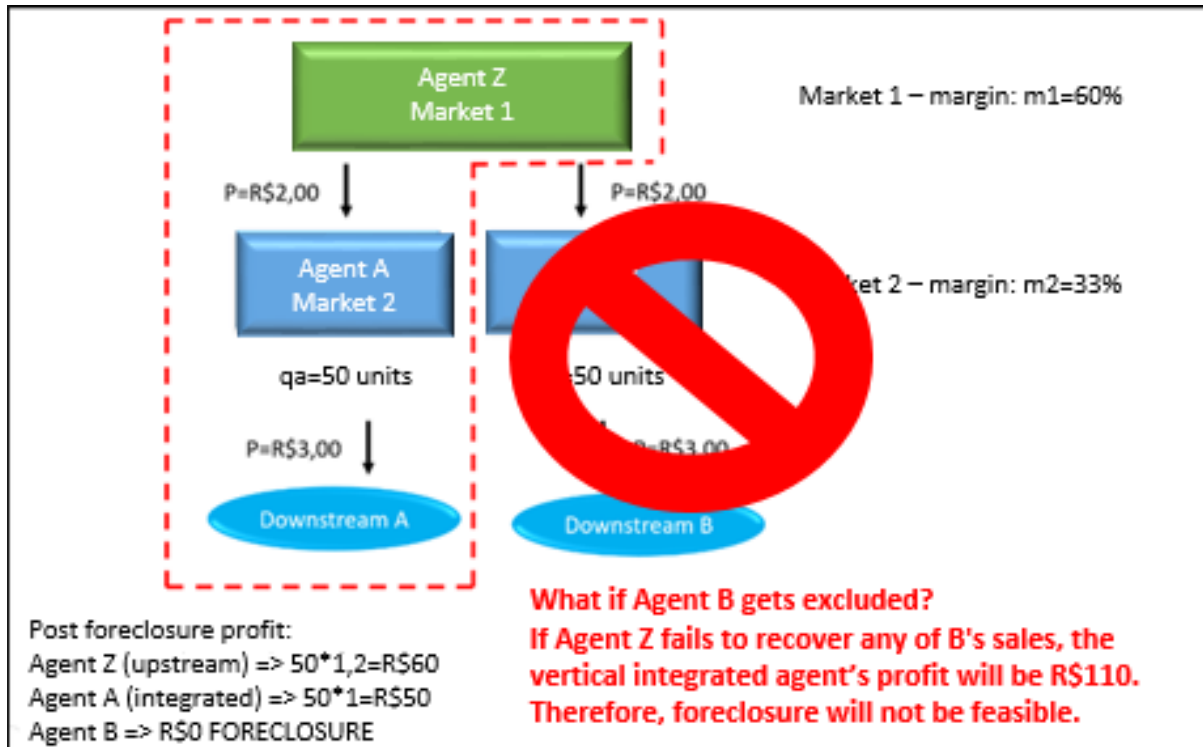 Agent Z
Market 1
Market 1 – margin: m1=60%
P=R$2,00
P=R$2,00
Agent A
Market 2
ket 2 – margin: m2=33%
qa=50 units
50 units
P=R$3,00
P=R$3,00
Downstream A
Downstream B
What if Agent B gets excluded?
If Agent Z fails to recover any of B's sales, the
vertical integrated agent's profit will be R$110.
Therefore, foreclosure will not be feasible.
Post foreclosure profit:
Agent Z (upstream) => 50*1,2=R$60
Agent A (integrated) => 50*1=R$50
Agent B => R$0 FORECLOSURE